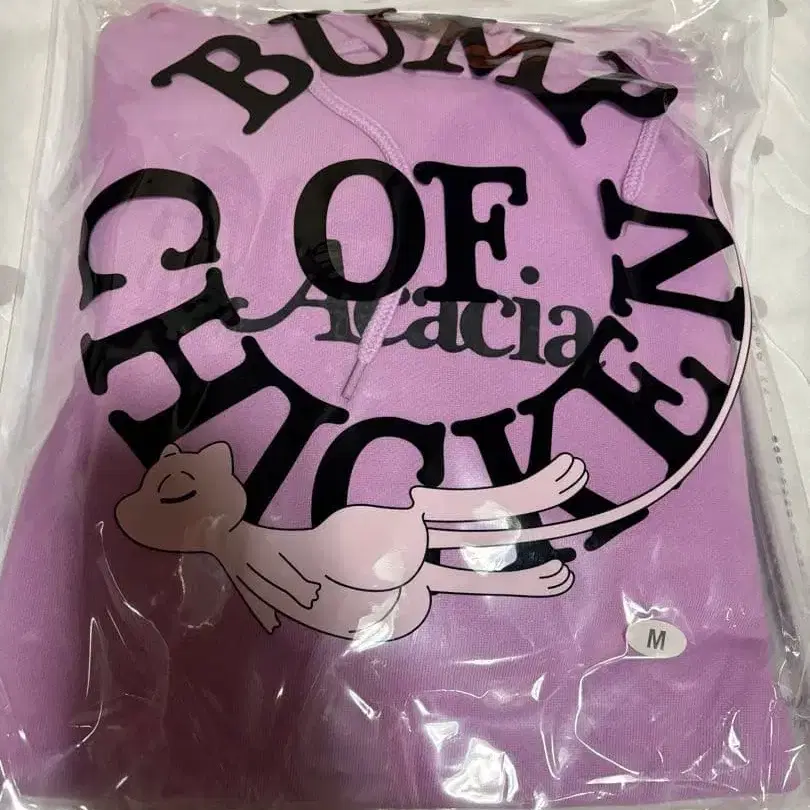 BUMP
OF
CHICKEN
Acacia
M